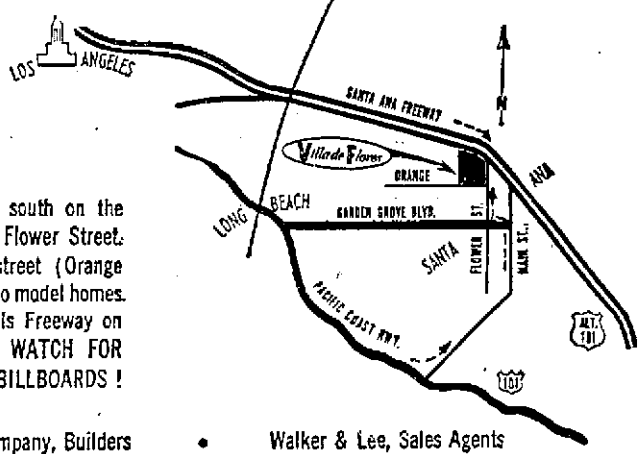 LOS ANGELES
SANTA ANA FREEWAY
N
Villa de Flores
ORANGE
ANA
LONG BEACH
GARDEN GROVE BLVD.
SANTA
FLOWER ST.
MAIN ST.
PACIFIC COAST HWY.
ALT. 101
101
south on the
Flower Street.
street (Orange
o model homes.
ls Freeway on
WATCH FOR
BILLBOARDS !
mpany, Builders • Walker & Lee, Sales Agents